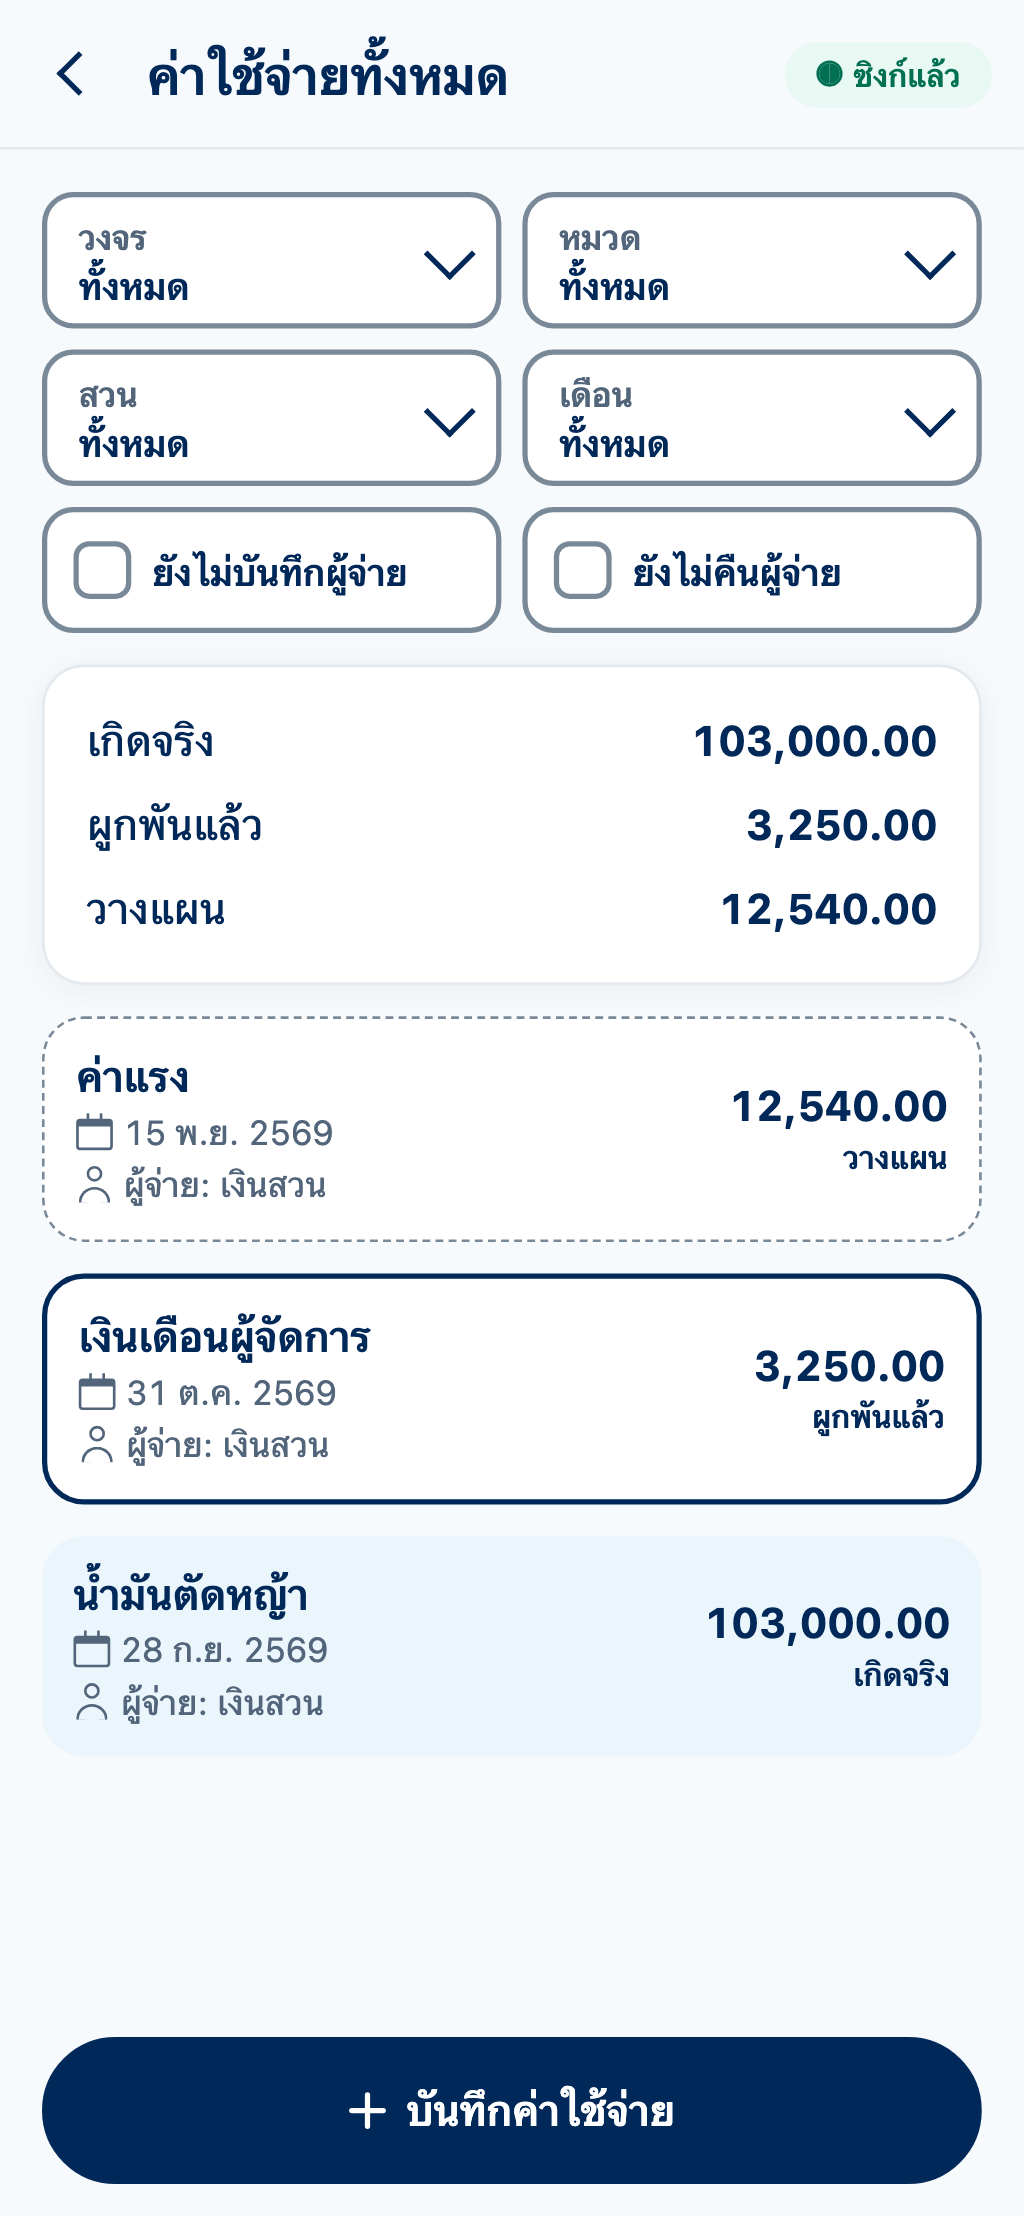 ค่าใช้จ่ายทั้งหมด
ซิงก์แล้ว
วงจร
ทั้งหมด
หมวด
ทั้งหมด
สวน
ทั้งหมด
เดือน
ทั้งหมด
ยังไม่บันทึกผู้จ่าย
ยังไม่คืนผู้จ่าย
เกิดจริง 103,000.00
ผูกพันแล้ว 3,250.00
วางแผน 12,540.00
ค่าแรง
15 พ.ย. 2569
ผู้จ่าย: เงินสวน
12,540.00
วางแผน
เงินเดือนผู้จัดการ
31 ต.ค. 2569
ผู้จ่าย: เงินสวน
3,250.00
ผูกพันแล้ว
น้ำมันตัดหญ้า
28 ก.ย. 2569
ผู้จ่าย: เงินสวน
103,000.00
เกิดจริง
+ บันทึกค่าใช้จ่าย